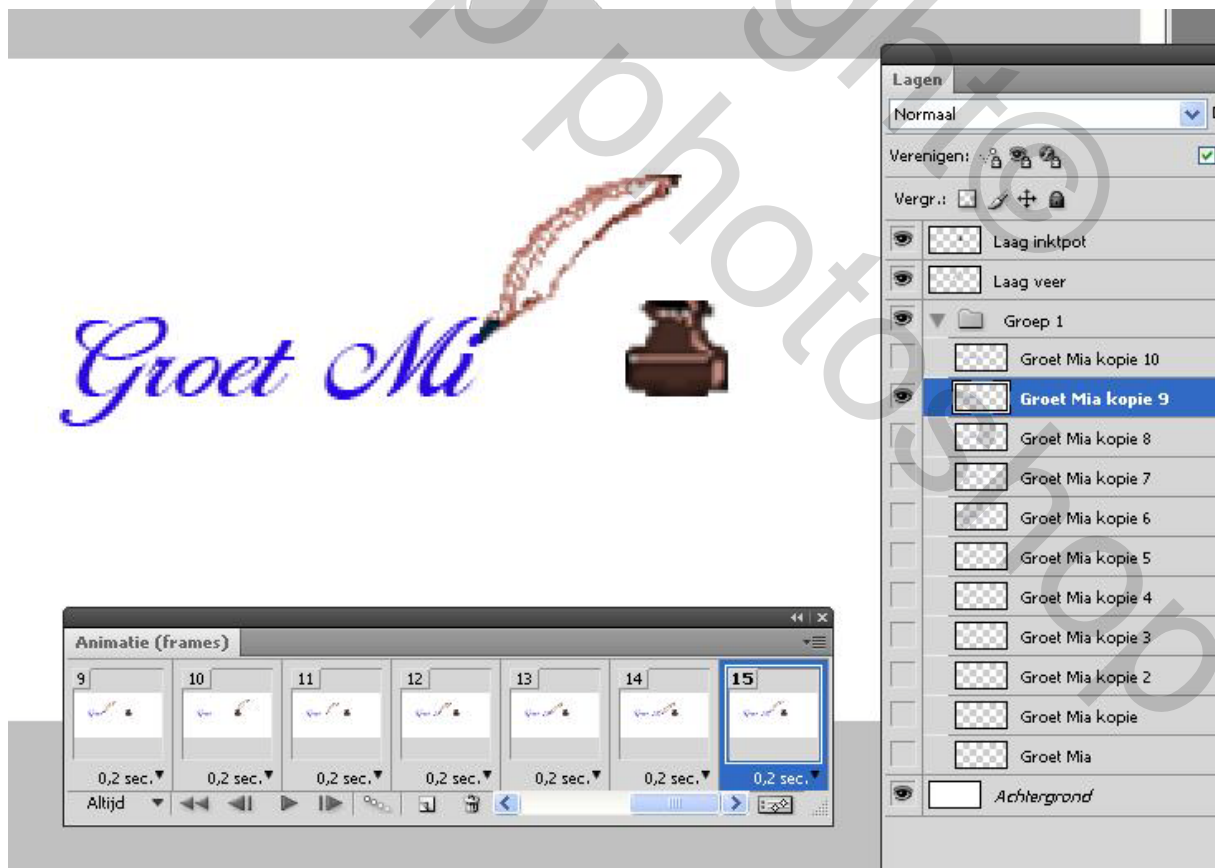 Lagen
Normaal
Verenigen:
Vergr.:
Laag inktpot
Laag veer
Groep 1
Groet Mia kopie 10
Groet Mia kopie 9
Groet Mia kopie 8
Groet Mia kopie 7
Groet Mia kopie 6
Groet Mia kopie 5
Groet Mia kopie 4
Groet Mia kopie 3
Groet Mia kopie 2
Groet Mia kopie
Groet Mia
Achtergrond
Groet Mi
Animatie (frames)
9 10 11 12 13 14 15
0,2 sec. 0,2 sec. 0,2 sec. 0,2 sec. 0,2 sec. 0,2 sec. 0,2 sec.
Altijd
photoshop